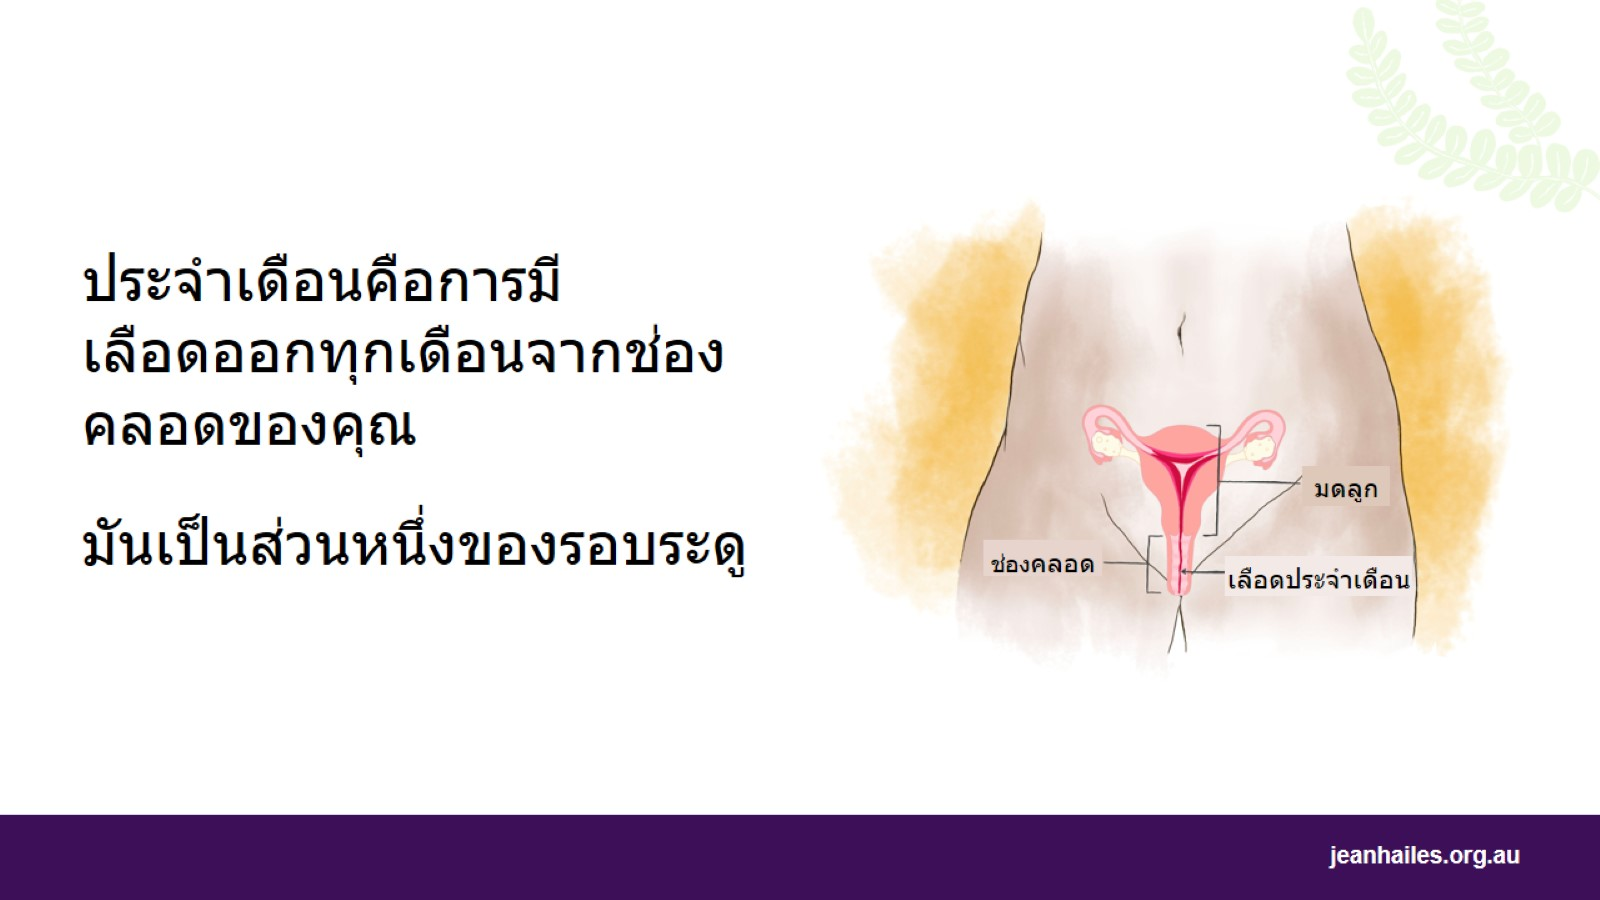 ประจำเดือนคือการมี
เลือดออกทุกเดือนจากช่อง
คลอดของคุณ
มันเป็นส่วนหนึ่งของรอบระดู
มดลูก
ช่องคลอด
เลือดประจำเดือน
jeanhailes.org.au